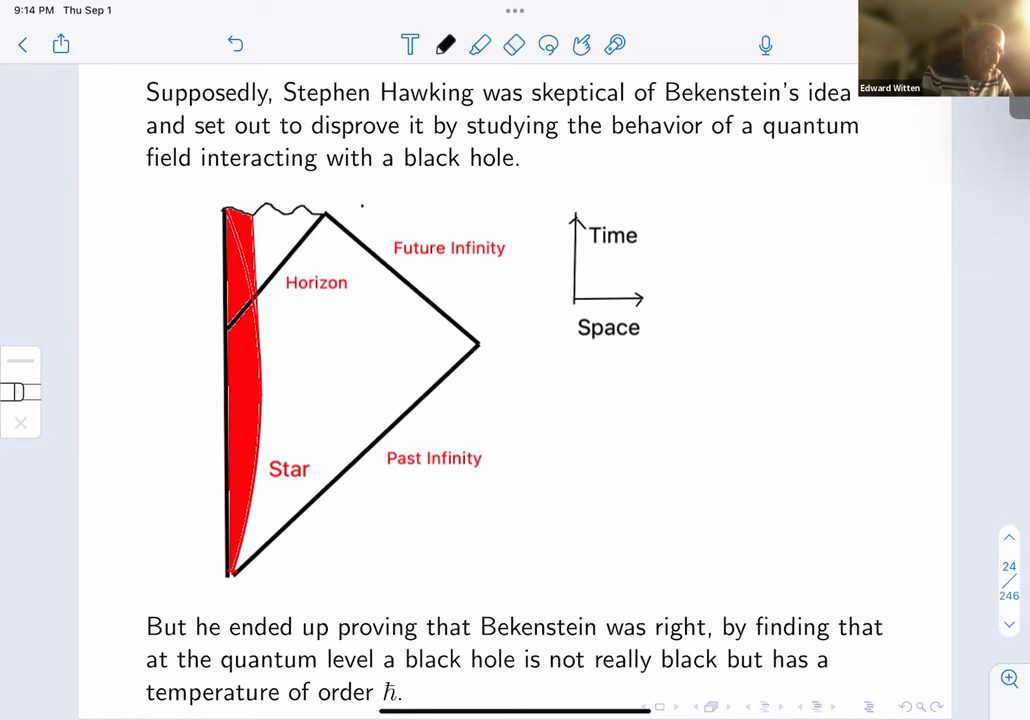 9:14 PM Thu Sep 1
Edward Witten
Supposedly, Stephen Hawking was skeptical of Bekenstein's idea
and set out to disprove it by studying the behavior of a quantum
field interacting with a black hole.
Future Infinity
Time
Horizon
Space
Past Infinity
Star
24
246
But he ended up proving that Bekenstein was right, by finding that
at the quantum level a black hole is not really black but has a
temperature of order ℏ.